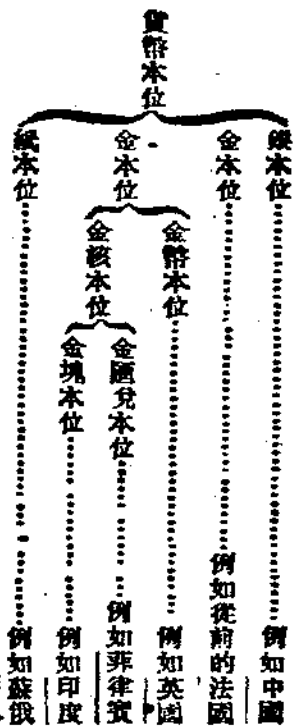 貨幣本位
銀本位……例如中國
金本位……例如從前的法國
金本位
金幣本位……例如英國
金核本位
金匯兌本位……例如菲律賓
金塊本位……例如印度
紙本位……例如蘇俄